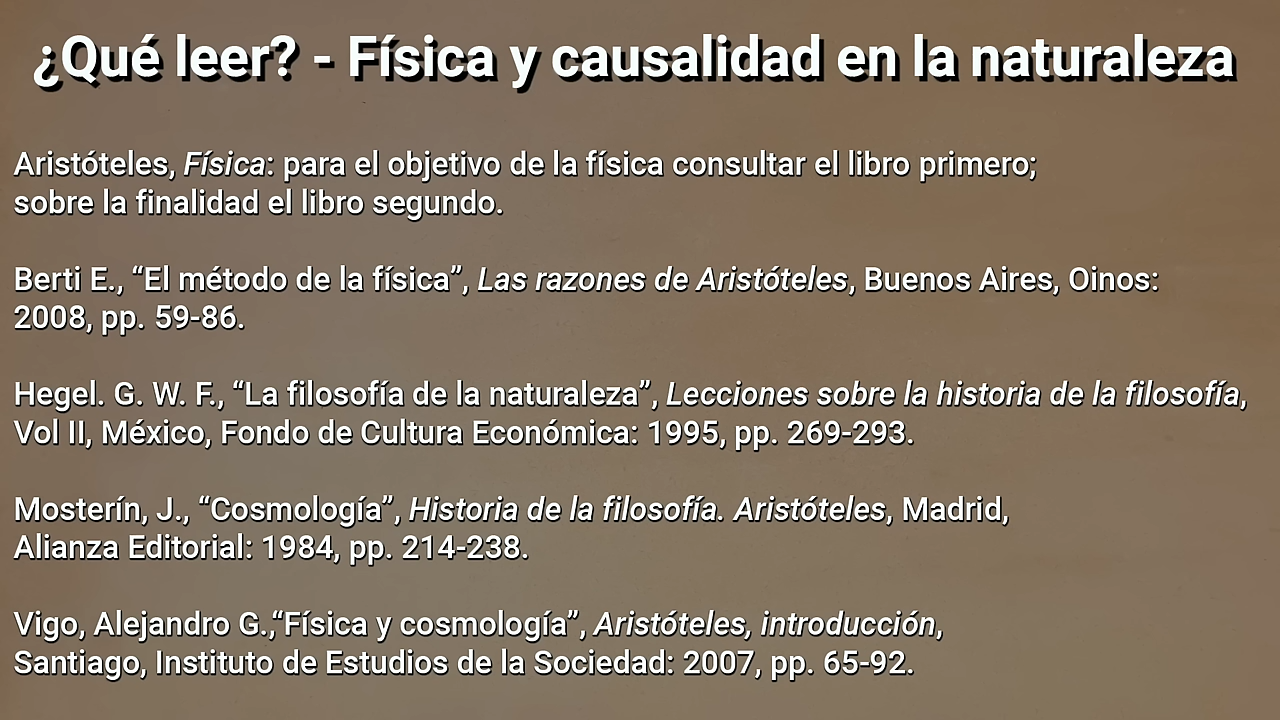 ¿Qué leer? - Física y causalidad en la naturaleza
Aristóteles, Física: para el objetivo de la física consultar el libro primero;
sobre la finalidad el libro segundo.
Berti E., “El método de la física”, Las razones de Aristóteles, Buenos Aires, Oinos:
2008, pp. 59-86.
Hegel. G. W. F., “La filosofía de la naturaleza”, Lecciones sobre la historia de la filosofía,
Vol II, México, Fondo de Cultura Económica: 1995, pp. 269-293.
Mosterín, J., “Cosmología”, Historia de la filosofía. Aristóteles, Madrid,
Alianza Editorial: 1984, pp. 214-238.
Vigo, Alejandro G.,“Física y cosmología”, Aristóteles, introducción,
Santiago, Instituto de Estudios de la Sociedad: 2007, pp. 65-92.